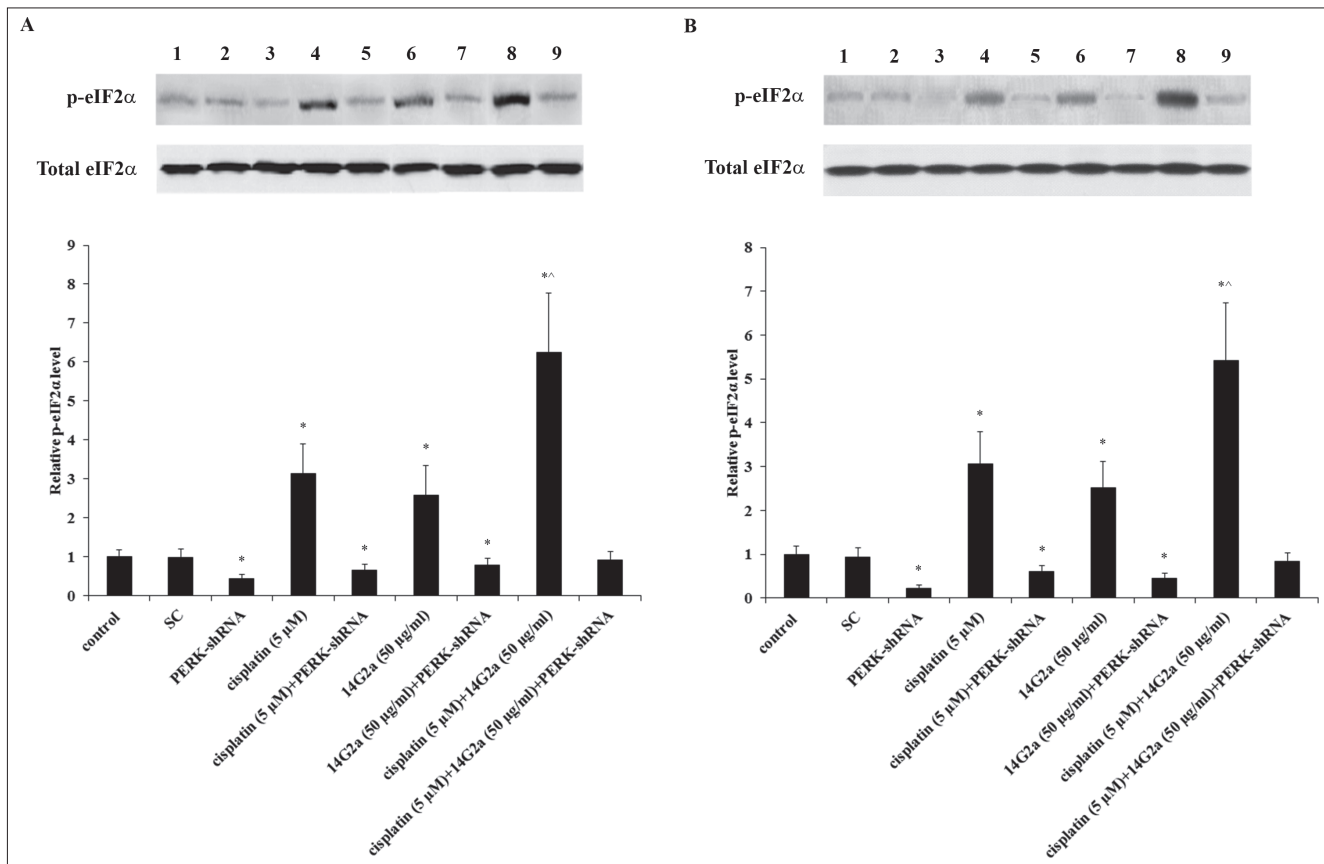 A
1 2 3 4 5 6 7 8 9
p-eIF2α
Total eIF2α
Relative p-eIF2α level
9
8
7
6
5
4
3
2
1
0
*
*
*
*
*
*^
control
SC
PERK-shRNA
cisplatin (5 µM)
cisplatin (5 µM)+PERK-shRNA
14G2a (50 µg/ml)
14G2a (50 µg/ml)+PERK-shRNA
cisplatin (5 µM)+14G2a (50 µg/ml)
cisplatin (5 µM)+14G2a (50 µg/ml)+PERK-shRNA
B
1 2 3 4 5 6 7 8 9
p-eIF2α
Total eIF2α
Relative p-eIF2α level
8
7
6
5
4
3
2
1
0
*
*
*
*
*
*^
control
SC
PERK-shRNA
cisplatin (5 µM)
cisplatin (5 µM)+PERK-shRNA
14G2a (50 µg/ml)
14G2a (50 µg/ml)+PERK-shRNA
cisplatin (5 µM)+14G2a (50 µg/ml)
cisplatin (5 µM)+14G2a (50 µg/ml)+PERK-shRNA